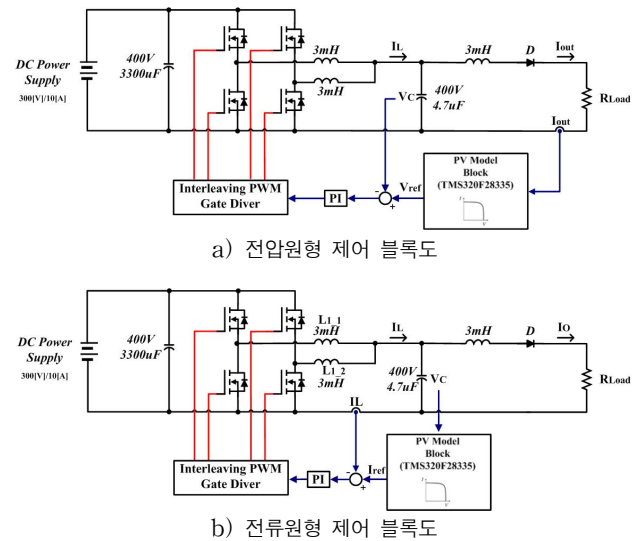 DC Power
Supply
300[V]/10[A]
400V
3300uF
3mH
3mH
IL
3mH
D
Iout
VC
400V
4.7uF
RLoad
Iout
Interleaving PWM
Gate Diver
PI
-
+
Vref
PV Model
Block
(TMS320F28335)
I
V
a) 전압원형 제어 블록도
DC Power
Supply
300[V]/10[A]
400V
3300uF
L1_1
3mH
L1_2
3mH
IL
3mH
D
IO
400V
4.7uF
VC
RLoad
IL
Interleaving PWM
Gate Diver
PI
-
+
Iref
PV Model
Block
(TMS320F28335)
I
V
b) 전류원형 제어 블록도